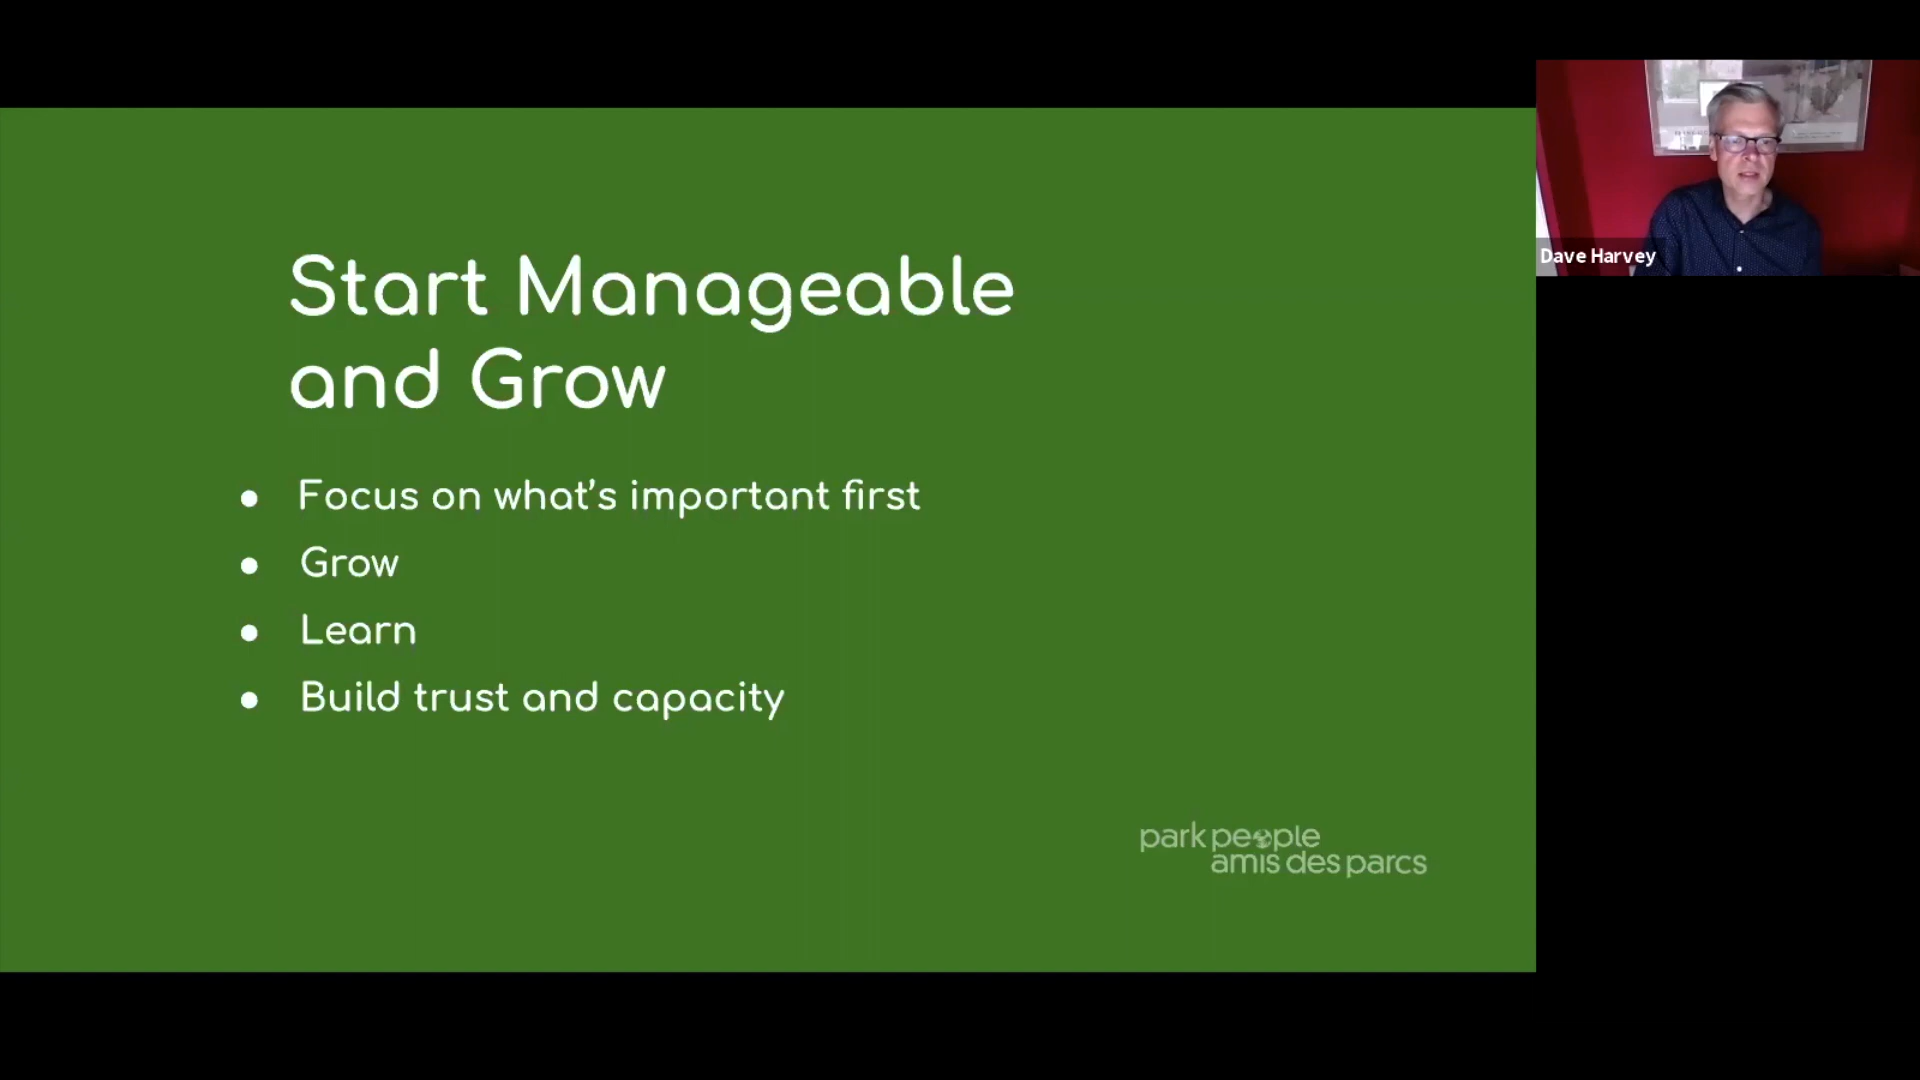 Start Manageable
and Grow
● Focus on what's important first
● Grow
● Learn
● Build trust and capacity
park people
amis des parcs
Dave Harvey